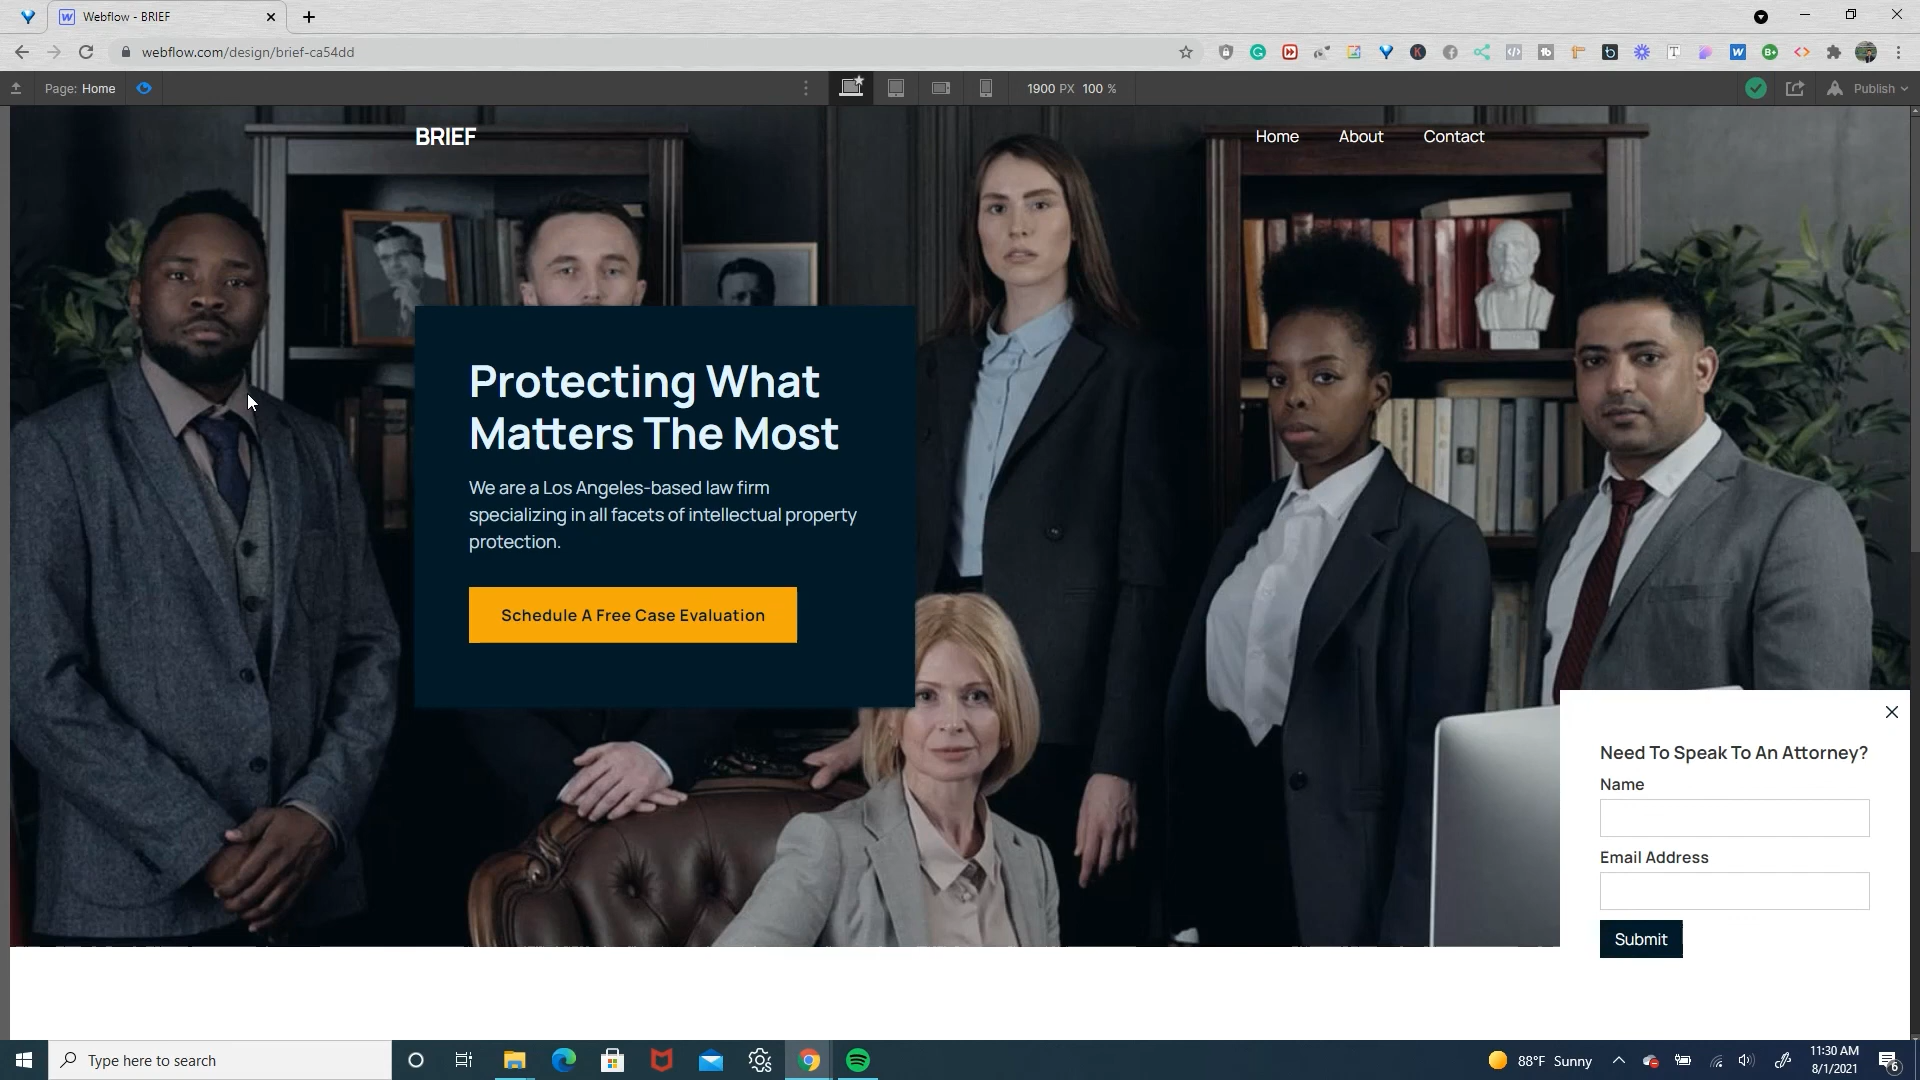 Webflow - BRIEF
webflow.com/design/brief-ca54dd
Page: Home
1900 PX 100 %
Publish
BRIEF
Home About Contact
Protecting What
Matters The Most
We are a Los Angeles-based law firm
specializing in all facets of intellectual property
protection.
Schedule A Free Case Evaluation
Need To Speak To An Attorney?
Name
Email Address
Submit
Type here to search
88°F Sunny
11:30 AM
8/1/2021
6